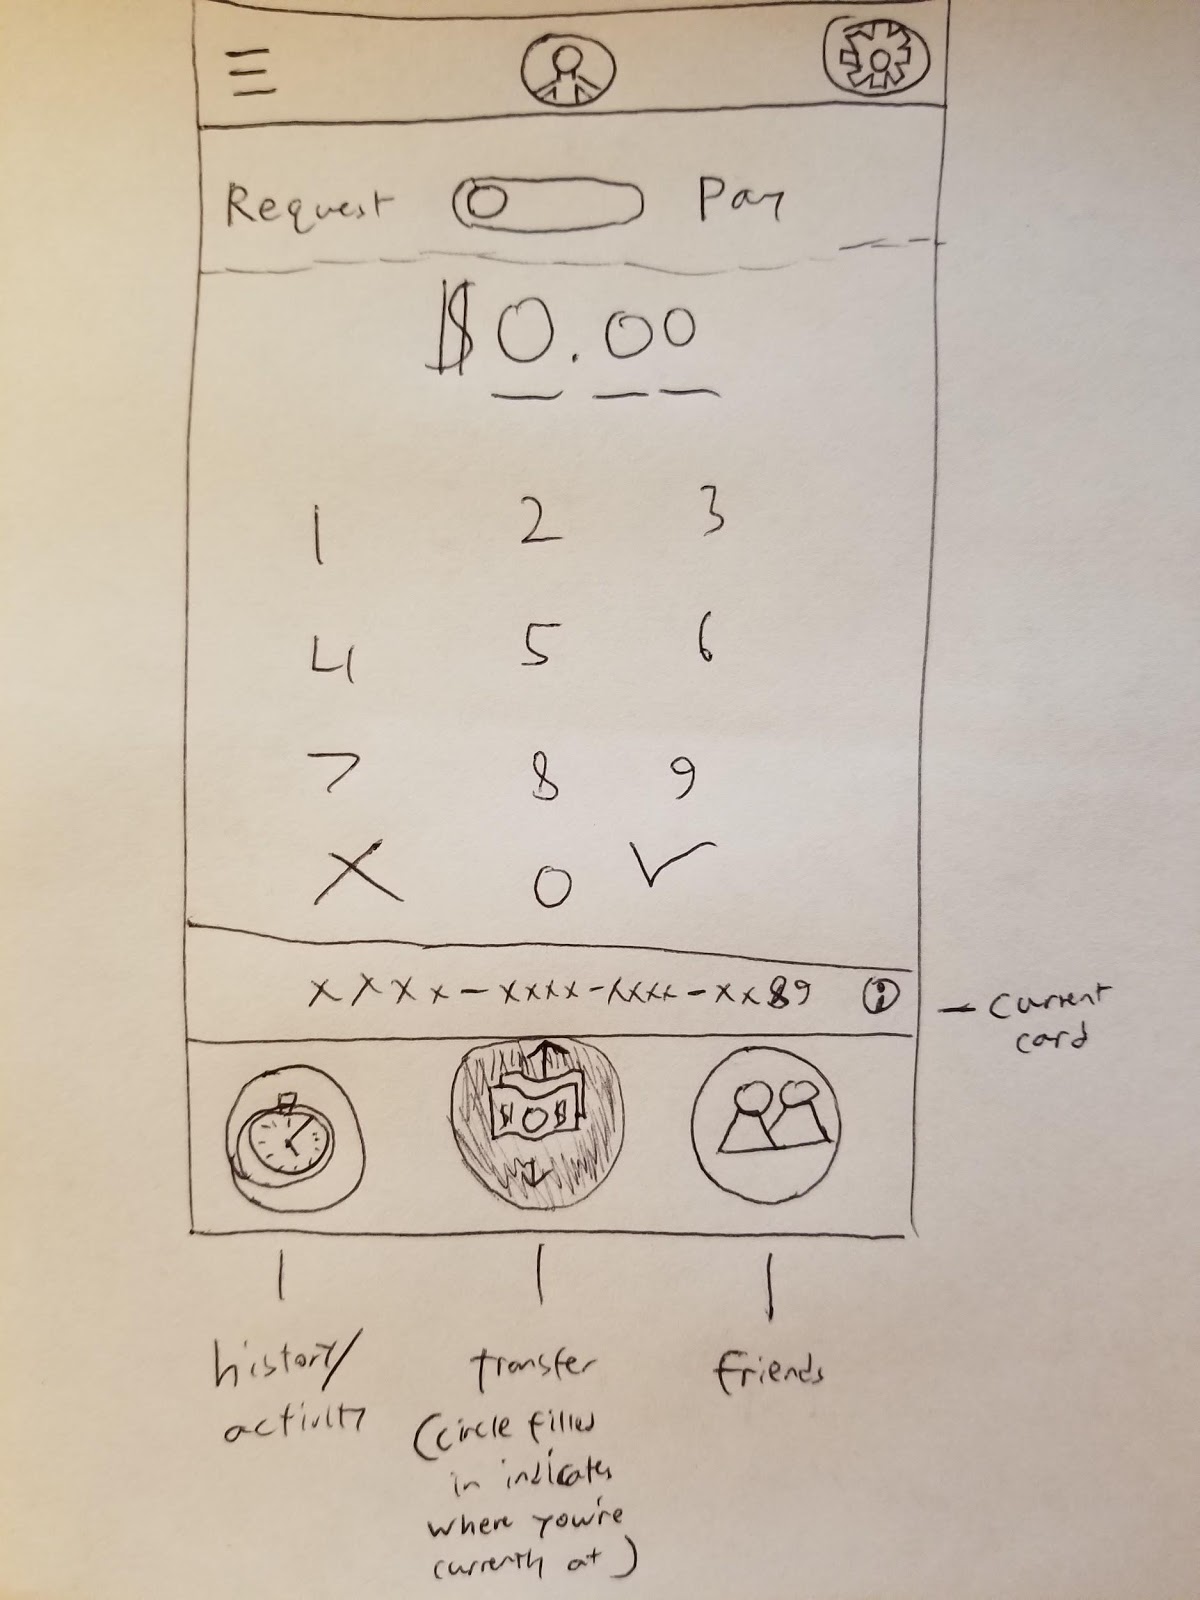 Request Pay
$0.00
1 2 3
4 5 6
7 8 9
X 0 ✓
xxxx-xxxx-xxxx-xx89 i
- current
card
history/
activity
transfer
(circle filled
in indicates
where you're
currently at)
friends